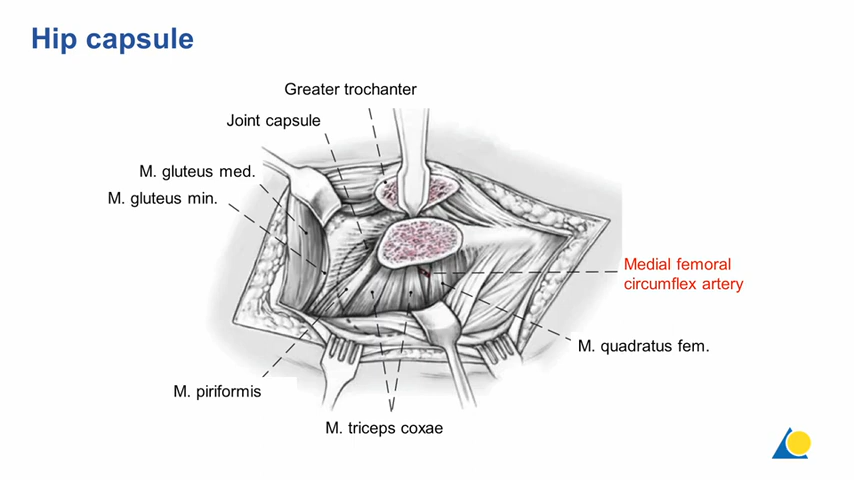 Hip capsule
Greater trochanter
Joint capsule
M. gluteus med.
M. gluteus min.
Medial femoral
circumflex artery
M. quadratus fem.
M. piriformis
M. triceps coxae